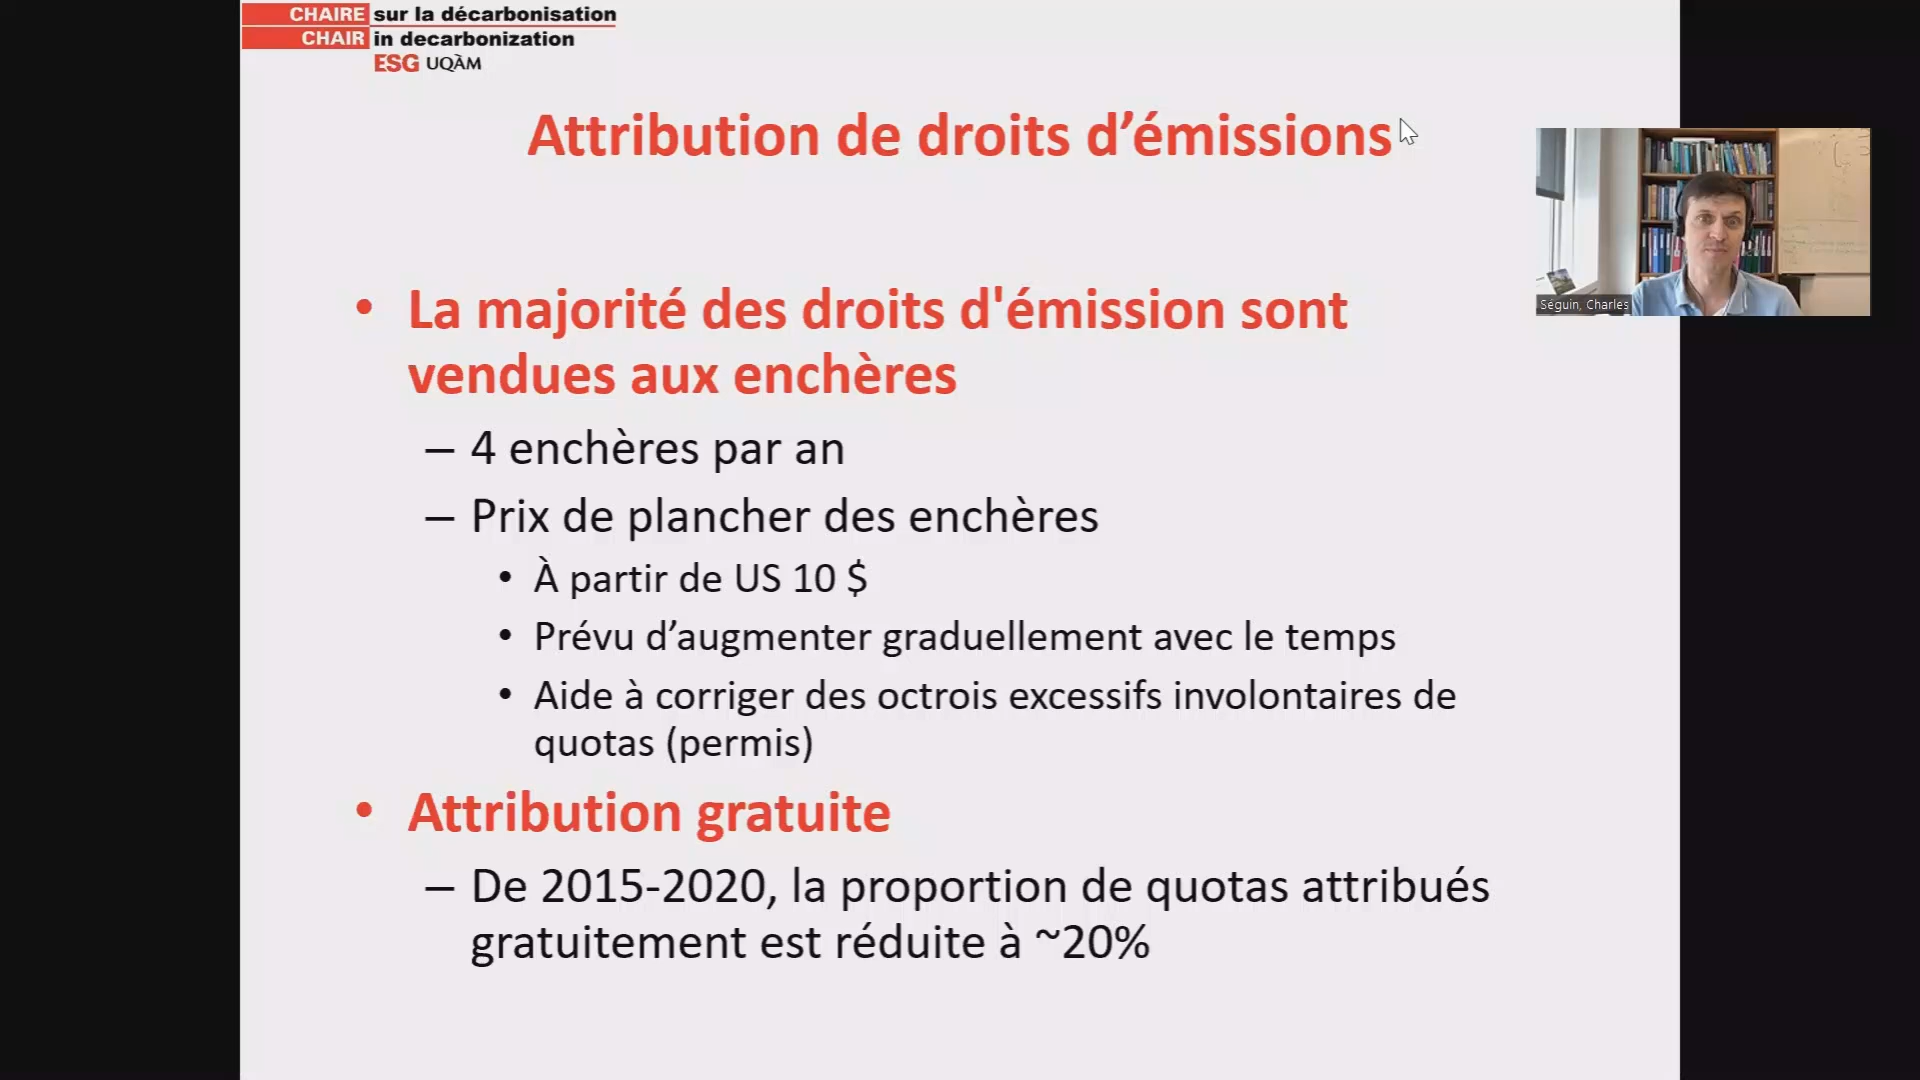 CHAIRE sur la décarbonisation
CHAIR in decarbonization
ESG UQÀM
Attribution de droits d’émissions
Séguin, Charles
• La majorité des droits d'émission sont
vendues aux enchères
– 4 enchères par an
– Prix de plancher des enchères
• À partir de US 10 $
• Prévu d’augmenter graduellement avec le temps
• Aide à corriger des octrois excessifs involontaires de
quotas (permis)
• Attribution gratuite
– De 2015-2020, la proportion de quotas attribués
gratuitement est réduite à ~20%